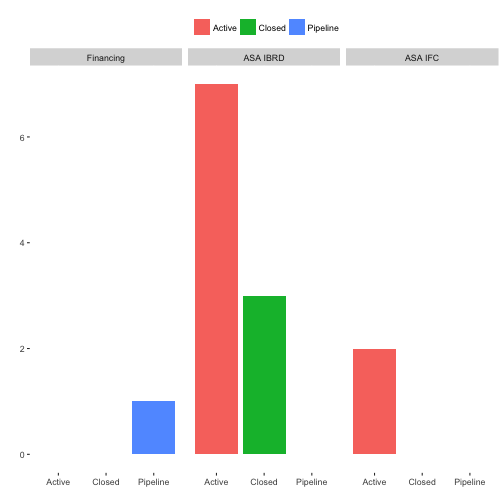 Active Closed Pipeline
Financing ASA IBRD ASA IFC
6
4
2
0
Active Closed Pipeline Active Closed Pipeline Active Closed Pipeline